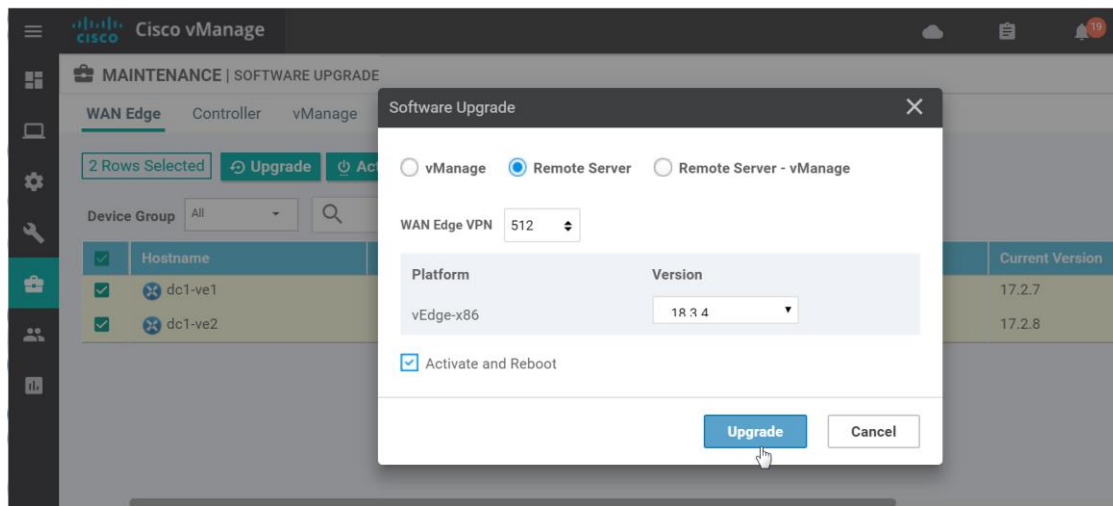 CISCO Cisco vManage 19
MAINTENANCE | SOFTWARE UPGRADE
WAN Edge Controller vManage
Software Upgrade
2 Rows Selected Upgrade
vManage Remote Server Remote Server - vManage
Device Group All
WAN Edge VPN 512
Hostname Current Version
Platform Version
dc1-ve1 17.2.7
vEdge-x86 18.3.4
dc1-ve2 17.2.8
Activate and Reboot
Upgrade Cancel